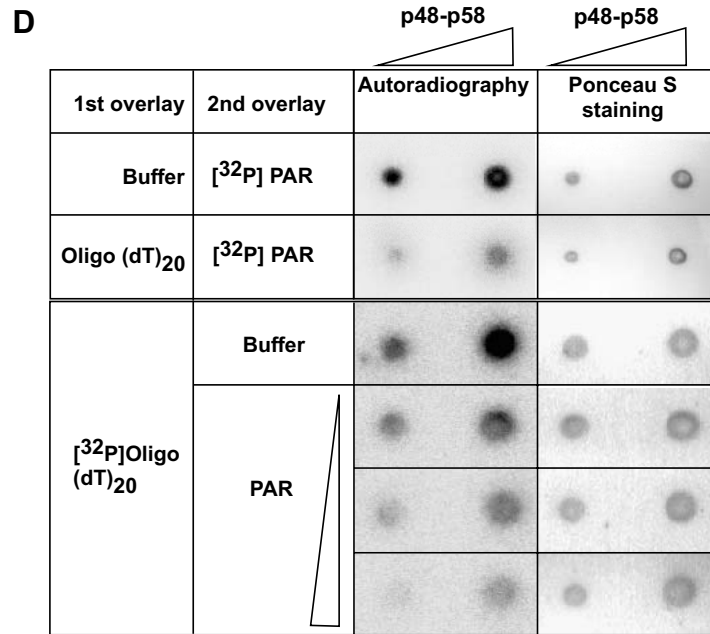 D
p48-p58 p48-p58
1st overlay 2nd overlay Autoradiography Ponceau S
staining
Buffer [32P] PAR
Oligo (dT)20 [32P] PAR
Buffer
[32P]Oligo
(dT)20
PAR